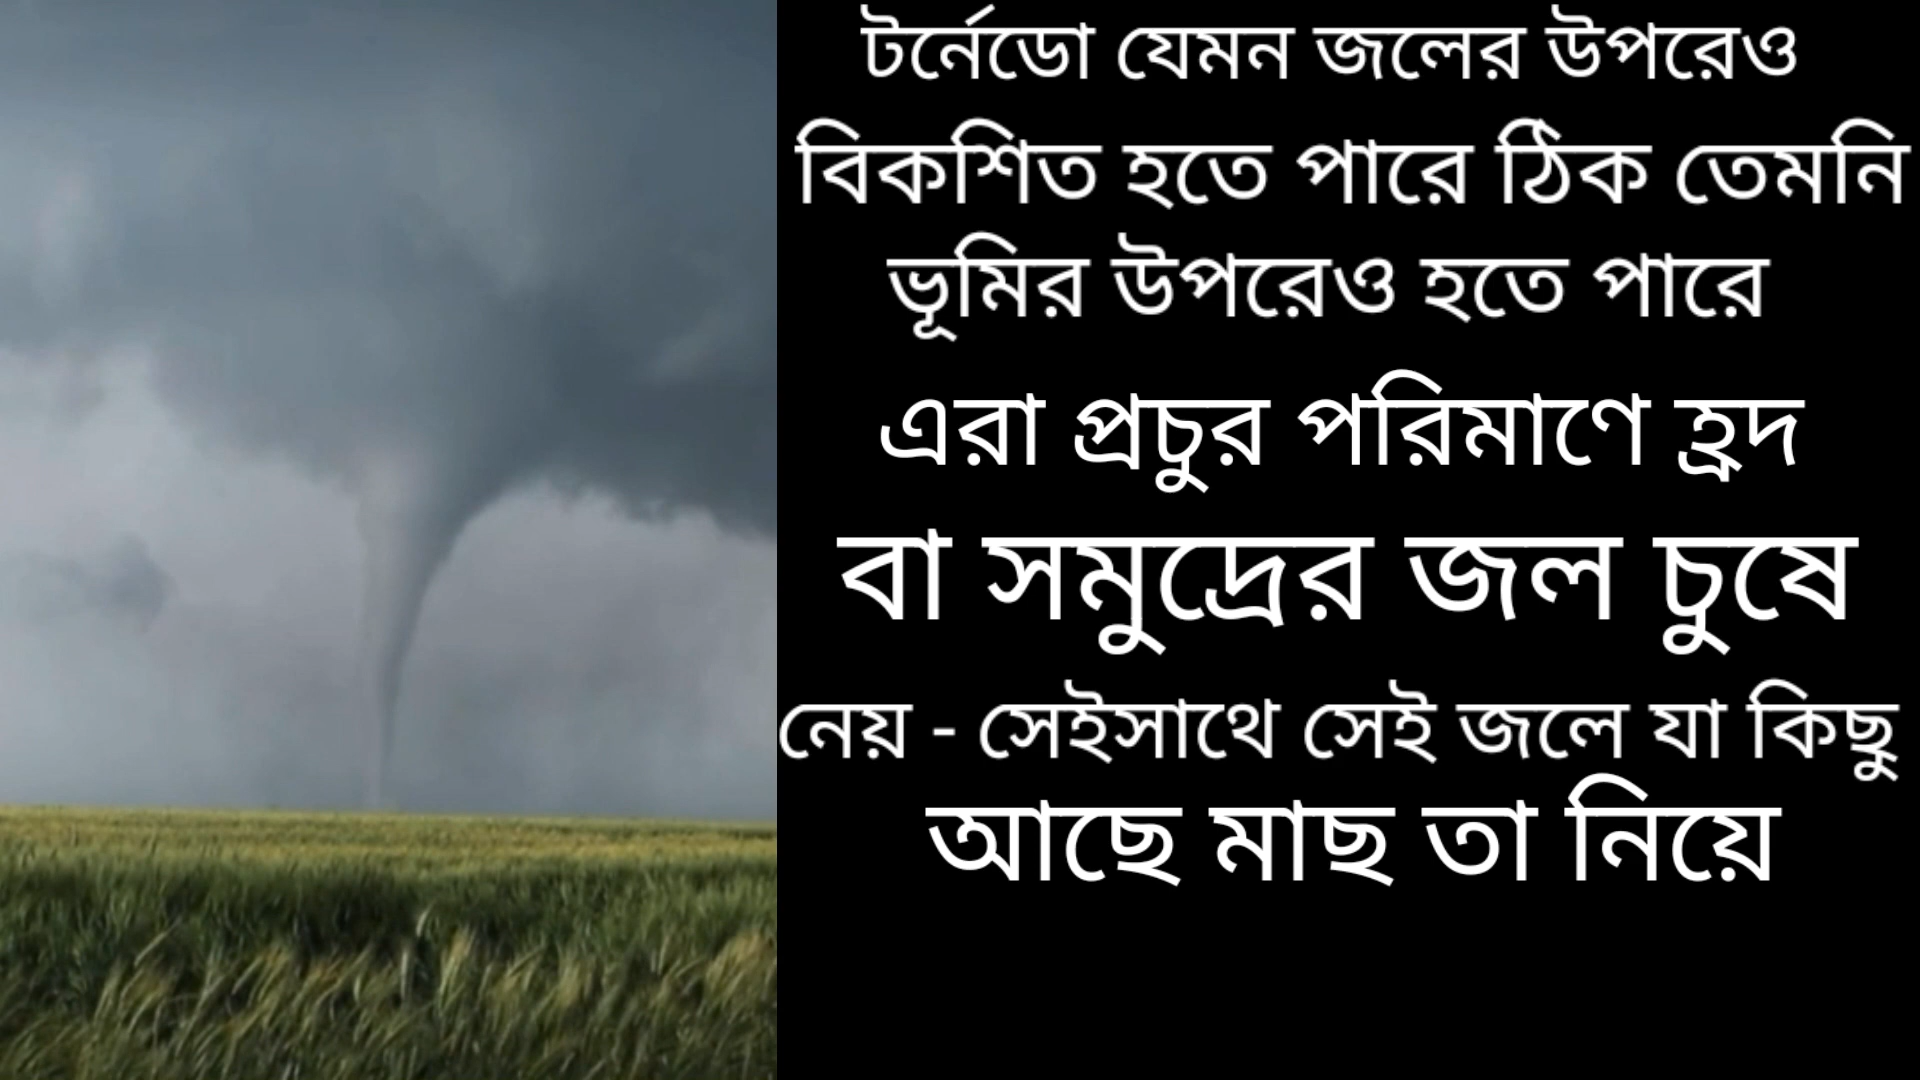 টর্নেডো যেমন জলের উপরেও
বিকশিত হতে পারে ঠিক তেমনি
ভূমির উপরেও হতে পারে
এরা প্রচুর পরিমাণে হ্রদ
বা সমুদ্রের জল চুষে
নেয় - সেইসাথে সেই জলে যা কিছু
আছে মাছ তা নিয়ে